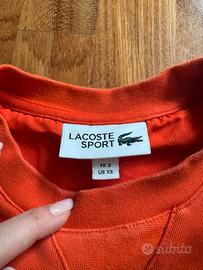 LACOSTE
SPORT
FR 2
US XS
subito